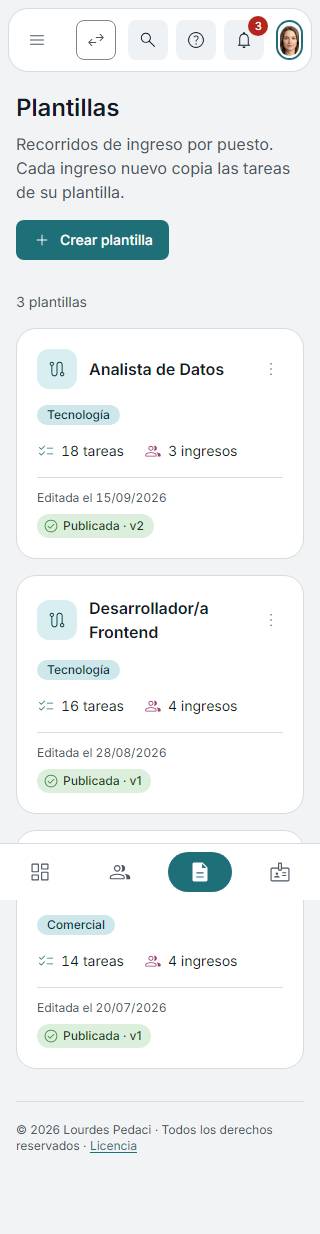 3
Plantillas
Recorridos de ingreso por puesto.
Cada ingreso nuevo copia las tareas
de su plantilla.
Crear plantilla
3 plantillas
Analista de Datos
Tecnología
18 tareas 3 ingresos
Editada el 15/09/2026
Publicada · v2
Desarrollador/a
Frontend
Tecnología
16 tareas 4 ingresos
Editada el 28/08/2026
Publicada · v1
Comercial
14 tareas 4 ingresos
Editada el 20/07/2026
Publicada · v1
© 2026 Lourdes Pedaci · Todos los derechos
reservados · Licencia